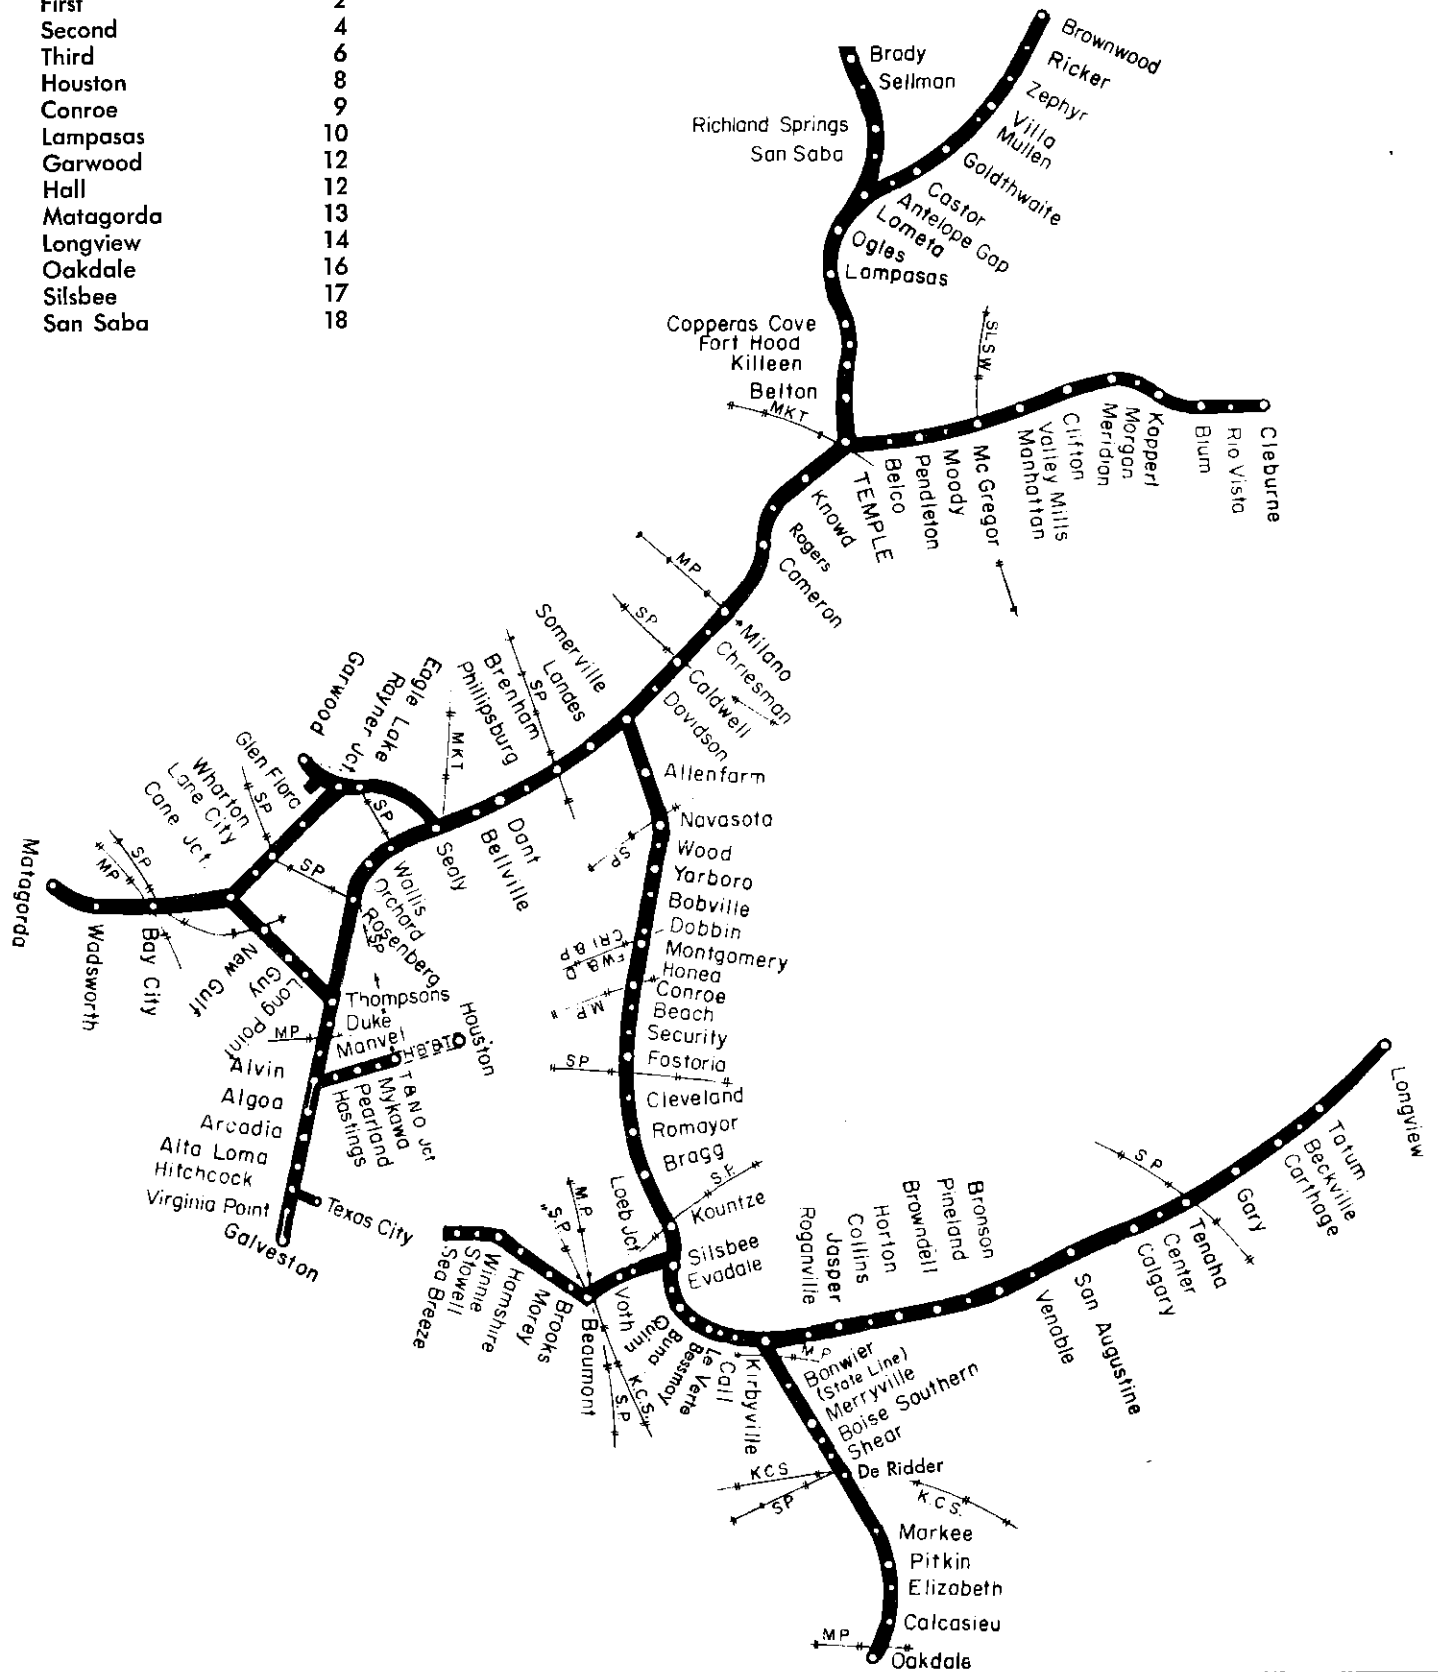 First 2
Second 4
Third 6
Houston 8
Conroe 9
Lampasas 10
Garwood 12
Hall 12
Matagorda 13
Longview 14
Oakdale 16
Silsbee 17
San Saba 18
Brady
Sellman
Richland Springs
San Saba
Brownwood
Ricker
Zephyr
Villa
Mullen
Goldthwaite
Castor
Antelope Gap
Lometa
Ogles
Lampasas
Copperas Cove
Fort Hood
Killeen
Belton
MKT
SLSW
TEMPLE
Belco
Pendleton
Moody
Mc Gregor
Manhattan
Valley Mills
Clifton
Meridian
Morgan
Kopperl
Blum
Rio Vista
Cleburne
Knowd
Rogers
Cameron
MP
SP
Milano
Chriesman
Caldwell
Davidson
Somerville
Landes
SP
Brenham
Phillipsburg
MKT
Eagle Lake
Rayner Jct.
Garwood
Glen Flora
Wharton
Lane City
Cane Jct.
SP
SP
SP
SP
MP
Matagorda
Wadsworth
Bay City
New Gulf
Guy
Long Point
Dant
Bellville
Sealy
Wallis
Orchard
Rosenberg
SP
Thompsons
Duke
Manvel
MP
Alvin
Algoa
Arcadia
Alta Loma
Hitchcock
Virginia Point
Galveston
Texas City
Hastings
Pearland
Mykawa
T&NO Jct
H.B.&T.
Houston
Allenfarm
Navasota
SP
Wood
Yarboro
Bobville
Dobbin
CRI&P
FW&D
Montgomery
Honea
Conroe
M.P.
Beach
Security
Fostoria
SP
Cleveland
Romayor
Bragg
S.P.
Kountze
Loeb Jct.
M.P.
S.P.
Silsbee
Evadale
Sea Breeze
Stowell
Winnie
Hamshire
Morey
Brooks
Beaumont
Voth
K.C.S.
S.P.
Quinn
Buna
Bessmay
Le Verte
Call
Kirbyville
Roganville
Jasper
Collins
Horton
Browndell
Pineland
Bronson
Venable
San Augustine
Calgary
Center
Tenaha
SP
Gary
Carthage
Beckville
Tatum
Longview
M.P
Bonwier
(State Line)
Merryville
Boise Southern
Shear
De Ridder
KCS
SP
K.C.S.
Markee
Pitkin
Elizabeth
Calcasieu
MP
Oakdale